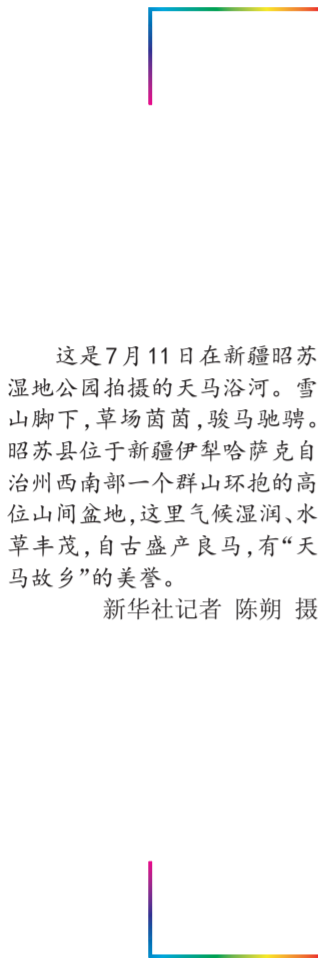 这是7月11日在新疆昭苏
湿地公园拍摄的天马浴河。雪
山脚下,草场茵茵,骏马驰骋。
昭苏县位于新疆伊犁哈萨克自
治州西南部一个群山环抱的高
位山间盆地,这里气候湿润、水
草丰茂,自古盛产良马,有“天
马故乡”的美誉。
新华社记者 陈朔 摄